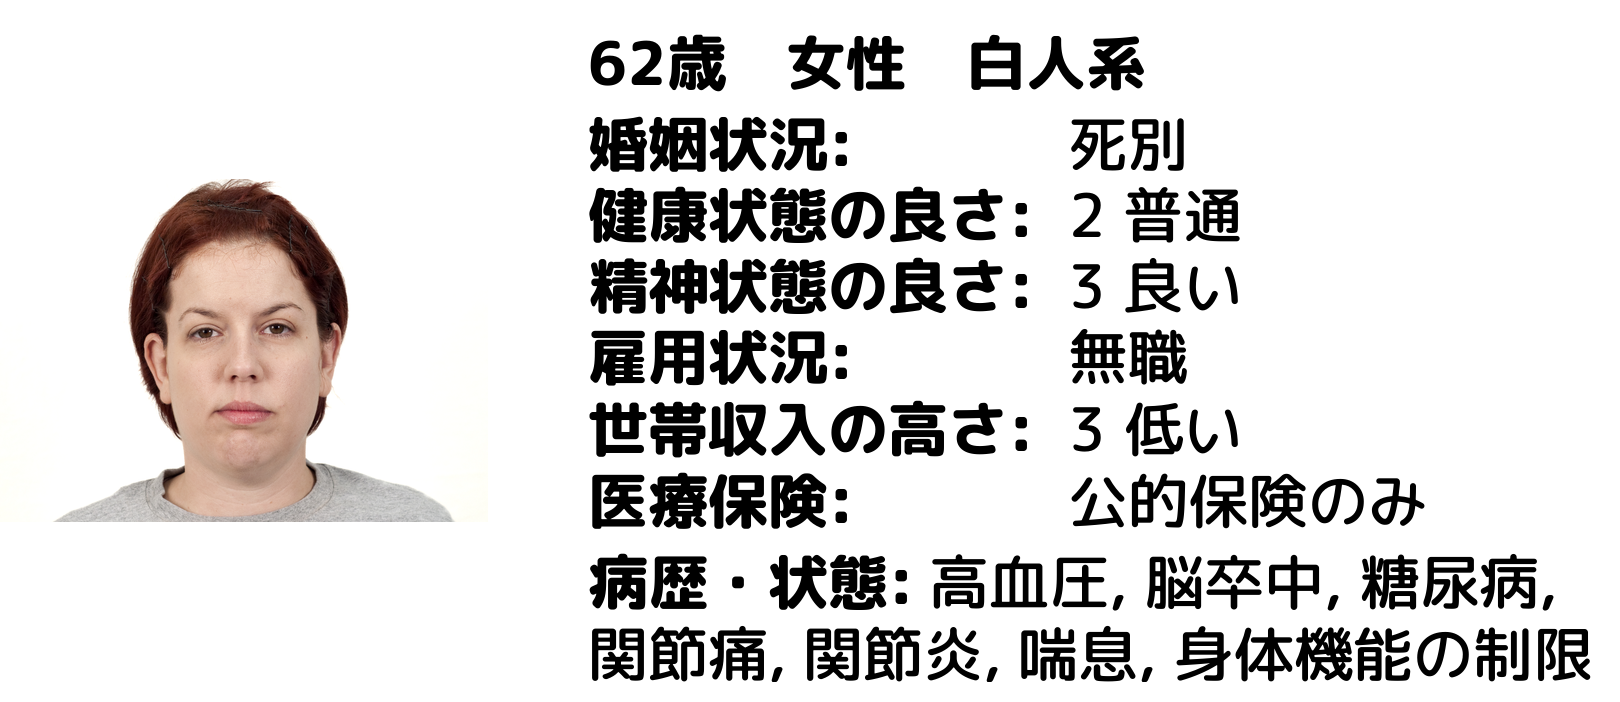 62歳　女性　白人系
婚姻状況: 死別
健康状態の良さ: 2 普通
精神状態の良さ: 3 良い
雇用状況: 無職
世帯収入の高さ: 3 低い
医療保険: 公的保険のみ
病歴・状態: 高血圧, 脳卒中, 糖尿病,
関節痛, 関節炎, 喘息, 身体機能の制限